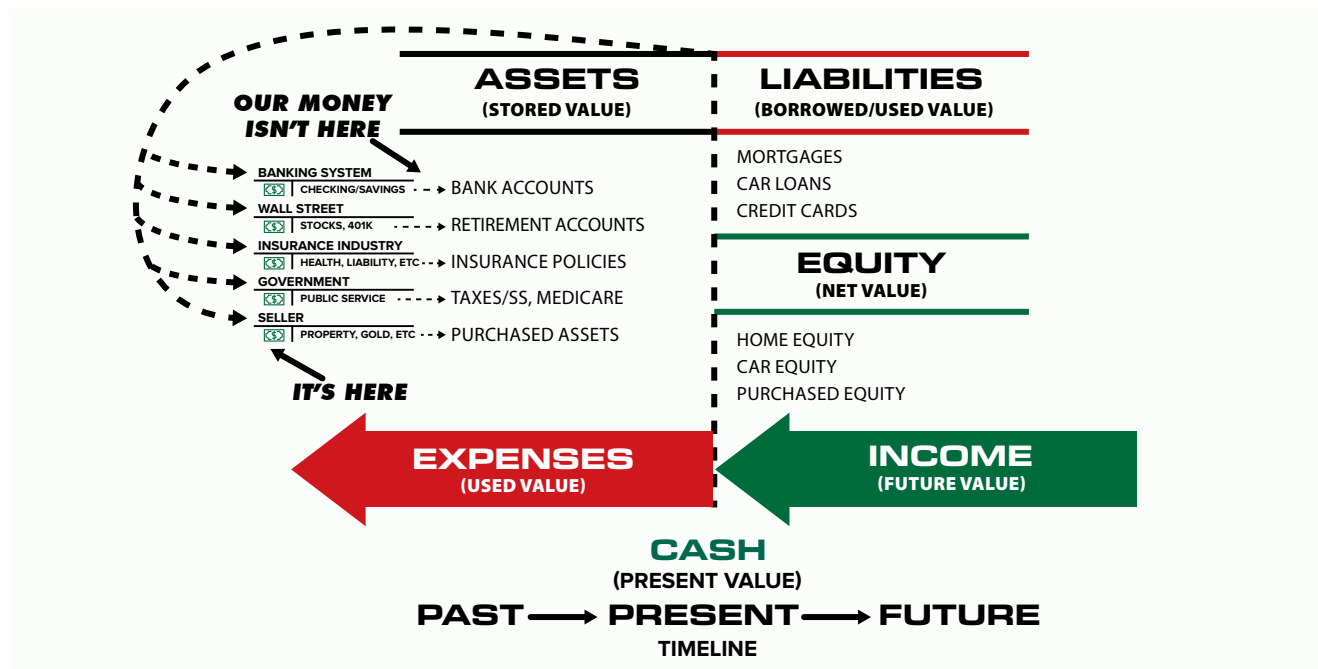 ASSETS
(STORED VALUE)
LIABILITIES
(BORROWED/USED VALUE)
OUR MONEY
ISN'T HERE
BANKING SYSTEM
$ CHECKING/SAVINGS
BANK ACCOUNTS
WALL STREET
$ STOCKS, 401K
RETIREMENT ACCOUNTS
INSURANCE INDUSTRY
$ HEALTH, LIABILITY, ETC
INSURANCE POLICIES
GOVERNMENT
$ PUBLIC SERVICE
TAXES/SS, MEDICARE
SELLER
$ PROPERTY, GOLD, ETC
PURCHASED ASSETS
IT'S HERE
MORTGAGES
CAR LOANS
CREDIT CARDS
EQUITY
(NET VALUE)
HOME EQUITY
CAR EQUITY
PURCHASED EQUITY
EXPENSES
(USED VALUE)
INCOME
(FUTURE VALUE)
CASH
(PRESENT VALUE)
PAST PRESENT FUTURE
TIMELINE